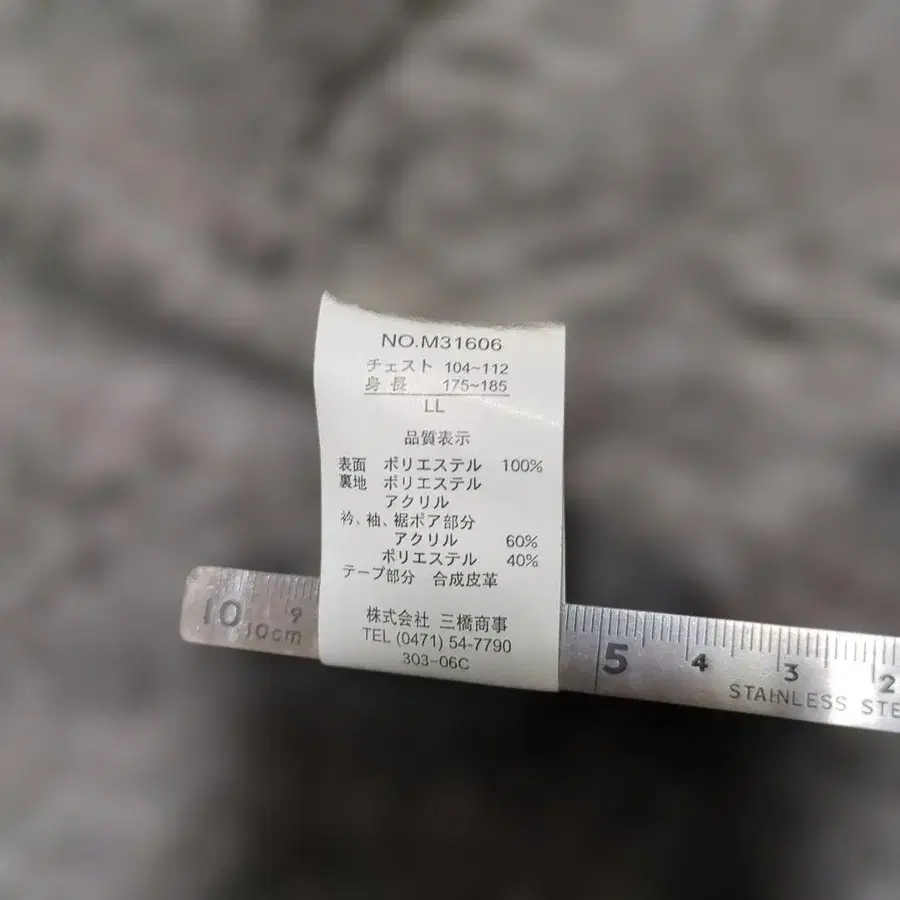 NO.M31606
チェスト 104~112
身長 175~185
LL
品質表示
表面 ポリエステル 100%
裏地 ポリエステル
アクリル
衿、袖、裾ポア部分
アクリル 60%
ポリエステル 40%
テープ部分 合成皮革
株式会社 三橋商事
TEL (0471) 54-7790
303-06C
10 9 5 4 3 2
10cm
STAINLESS STE